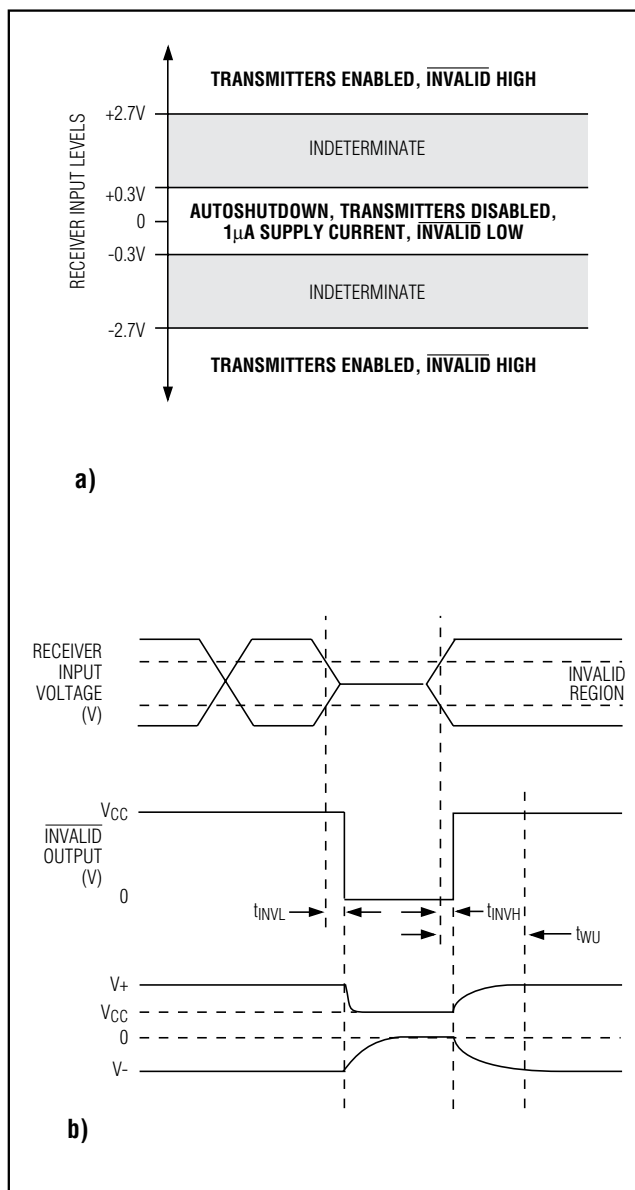 TRANSMITTERS ENABLED, INVALID HIGH
+2.7V
INDETERMINATE
RECEIVER INPUT LEVELS
+0.3V
0
AUTOSHUTDOWN, TRANSMITTERS DISABLED,
1μA SUPPLY CURRENT, INVALID LOW
-0.3V
INDETERMINATE
-2.7V
TRANSMITTERS ENABLED, INVALID HIGH
a)
RECEIVER
INPUT
VOLTAGE
(V)
INVALID
REGION
VCC
INVALID
OUTPUT
(V)
0
tINVL
tINVH
tWU
V+
VCC
0
V-
b)